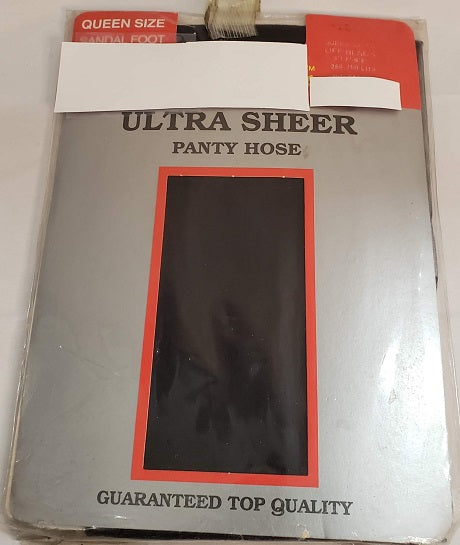 QUEEN SIZE
SANDAL FOOT
ULTRA SHEER
PANTY HOSE
GUARANTEED TOP QUALITY